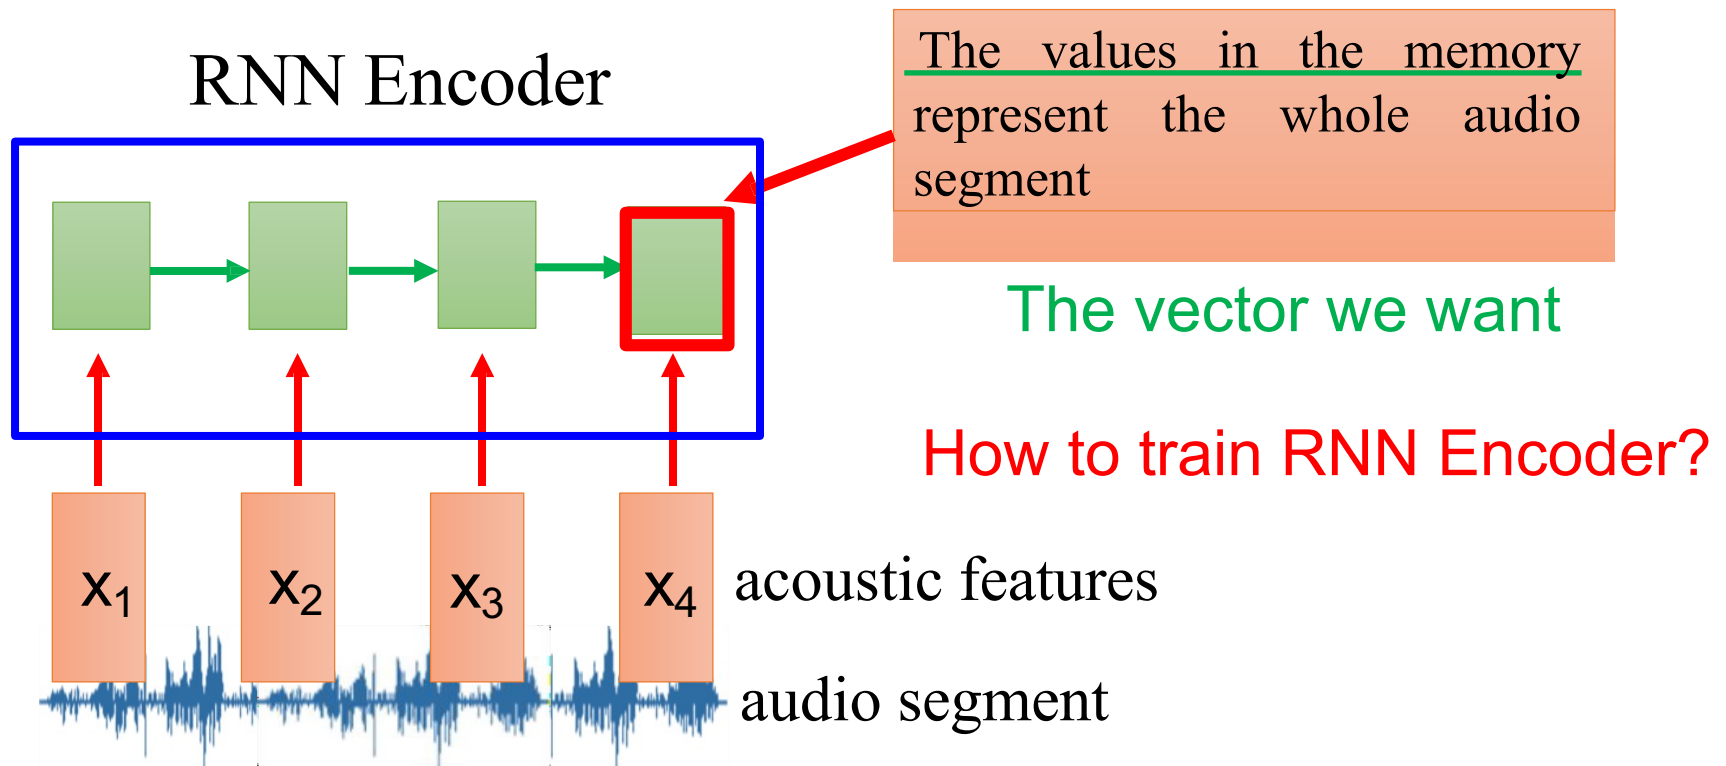 RNN Encoder
The values in the memory
represent the whole audio
segment
The vector we want
How to train RNN Encoder?
x₁ x₂ x₃ x₄
acoustic features
audio segment